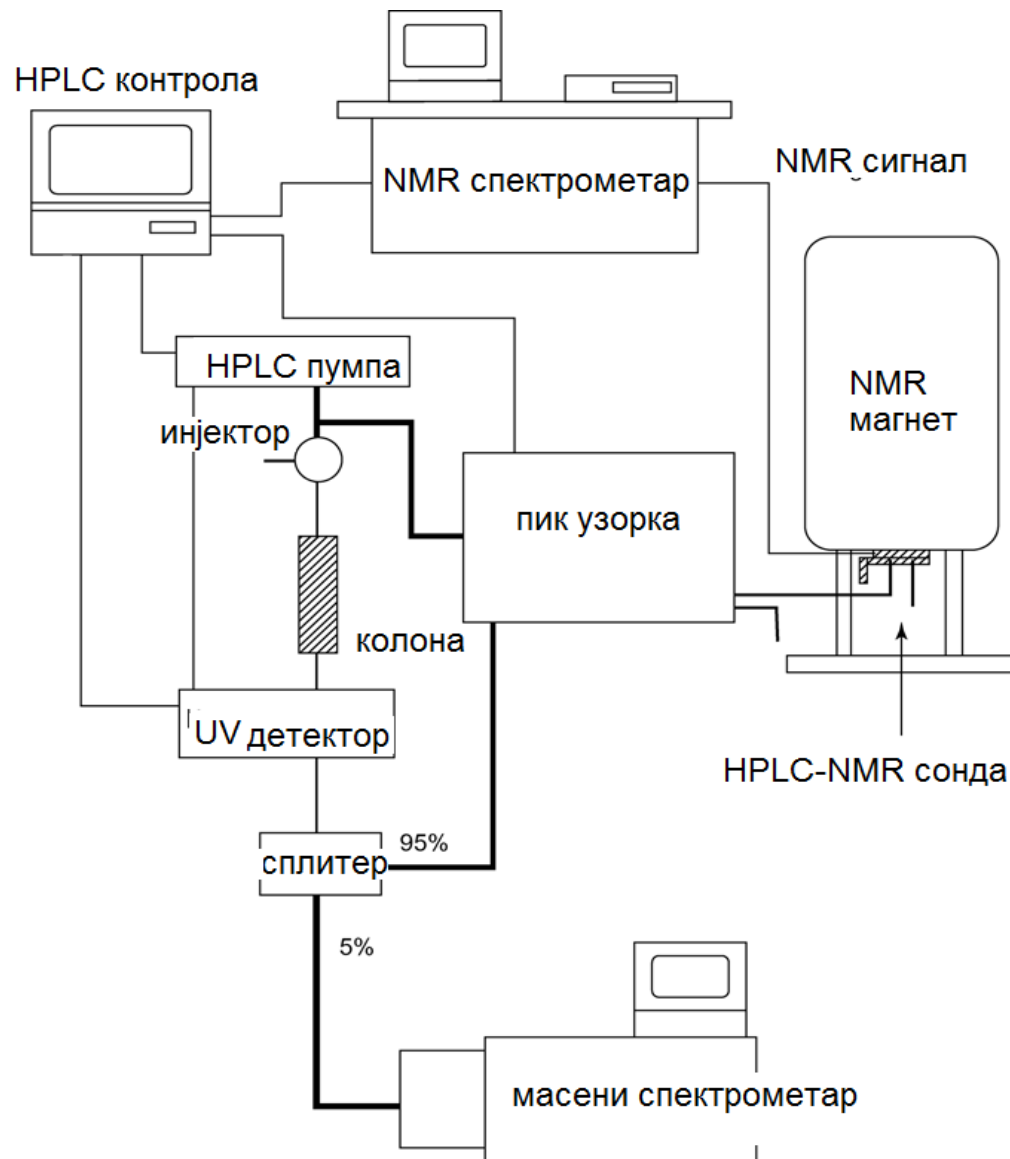 HPLC контрола
NMR спектрометар
NMR сигнал
HPLC пумпа
NMR
магнет
инјектор
пик узорка
колона
UV детектор
HPLC-NMR сонда
95%
сплитер
5%
масени спектрометар